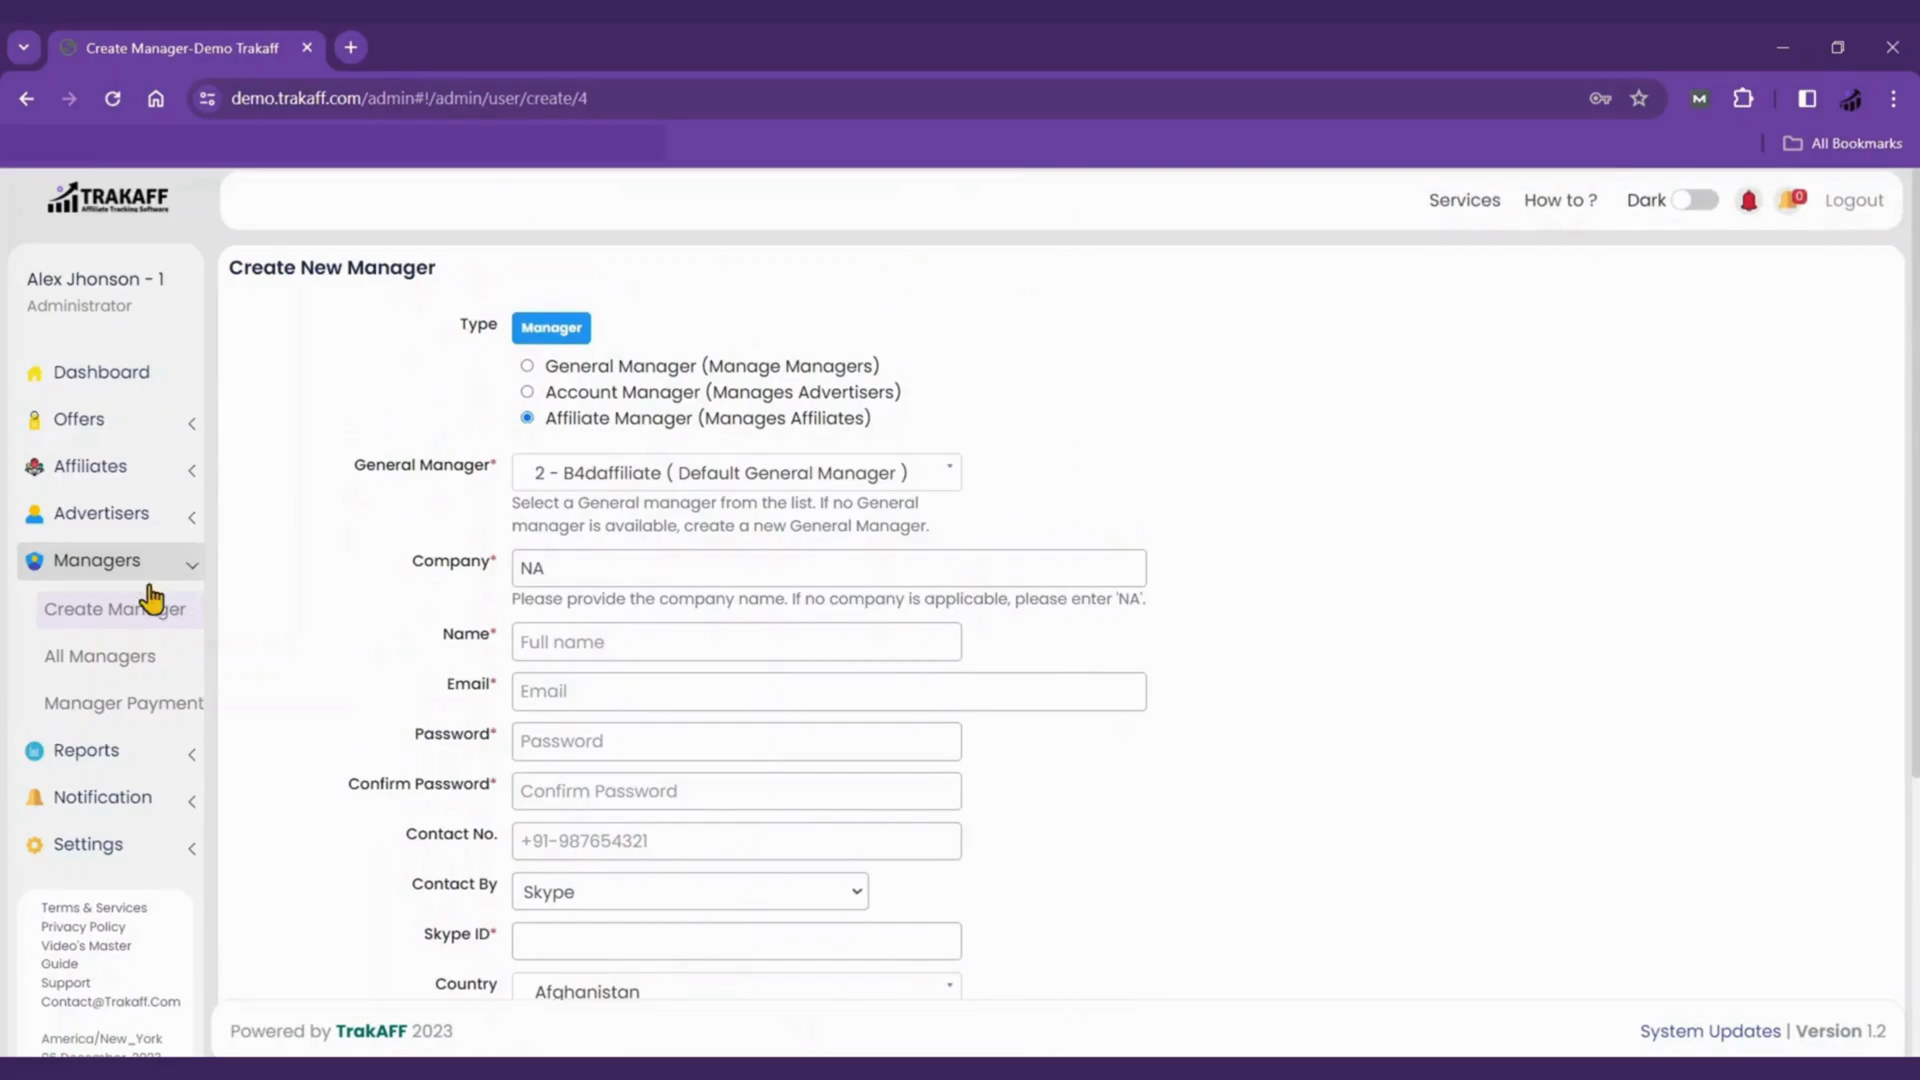 Create Manager-Demo Trakaff
demo.trakaff.com/admin#!/admin/user/create/4
All Bookmarks
TRAKAFF
Affiliate Tracking Software
Services How to ? Dark 0 Logout
Alex Jhonson - 1
Administrator
Dashboard
Offers
Affiliates
Advertisers
Managers
Create Manager
All Managers
Manager Payment
Reports
Notification
Settings
Terms & Services
Privacy Policy
Video's Master
Guide
Support
Contact@Trakaff.Com
America/New_York
06 December, 2023
Create New Manager
Type Manager
General Manager (Manage Managers)
Account Manager (Manages Advertisers)
Affiliate Manager (Manages Affiliates)
General Manager* 2 - B4daffiliate ( Default General Manager )
Select a General manager from the list. If no General
manager is available, create a new General Manager.
Company* NA
Please provide the company name. If no company is applicable, please enter 'NA'.
Name* Full name
Email* Email
Password* Password
Confirm Password* Confirm Password
Contact No. +91-987654321
Contact By Skype
Skype ID*
Country Afghanistan
Powered by TrakAFF 2023
System Updates | Version 1.2